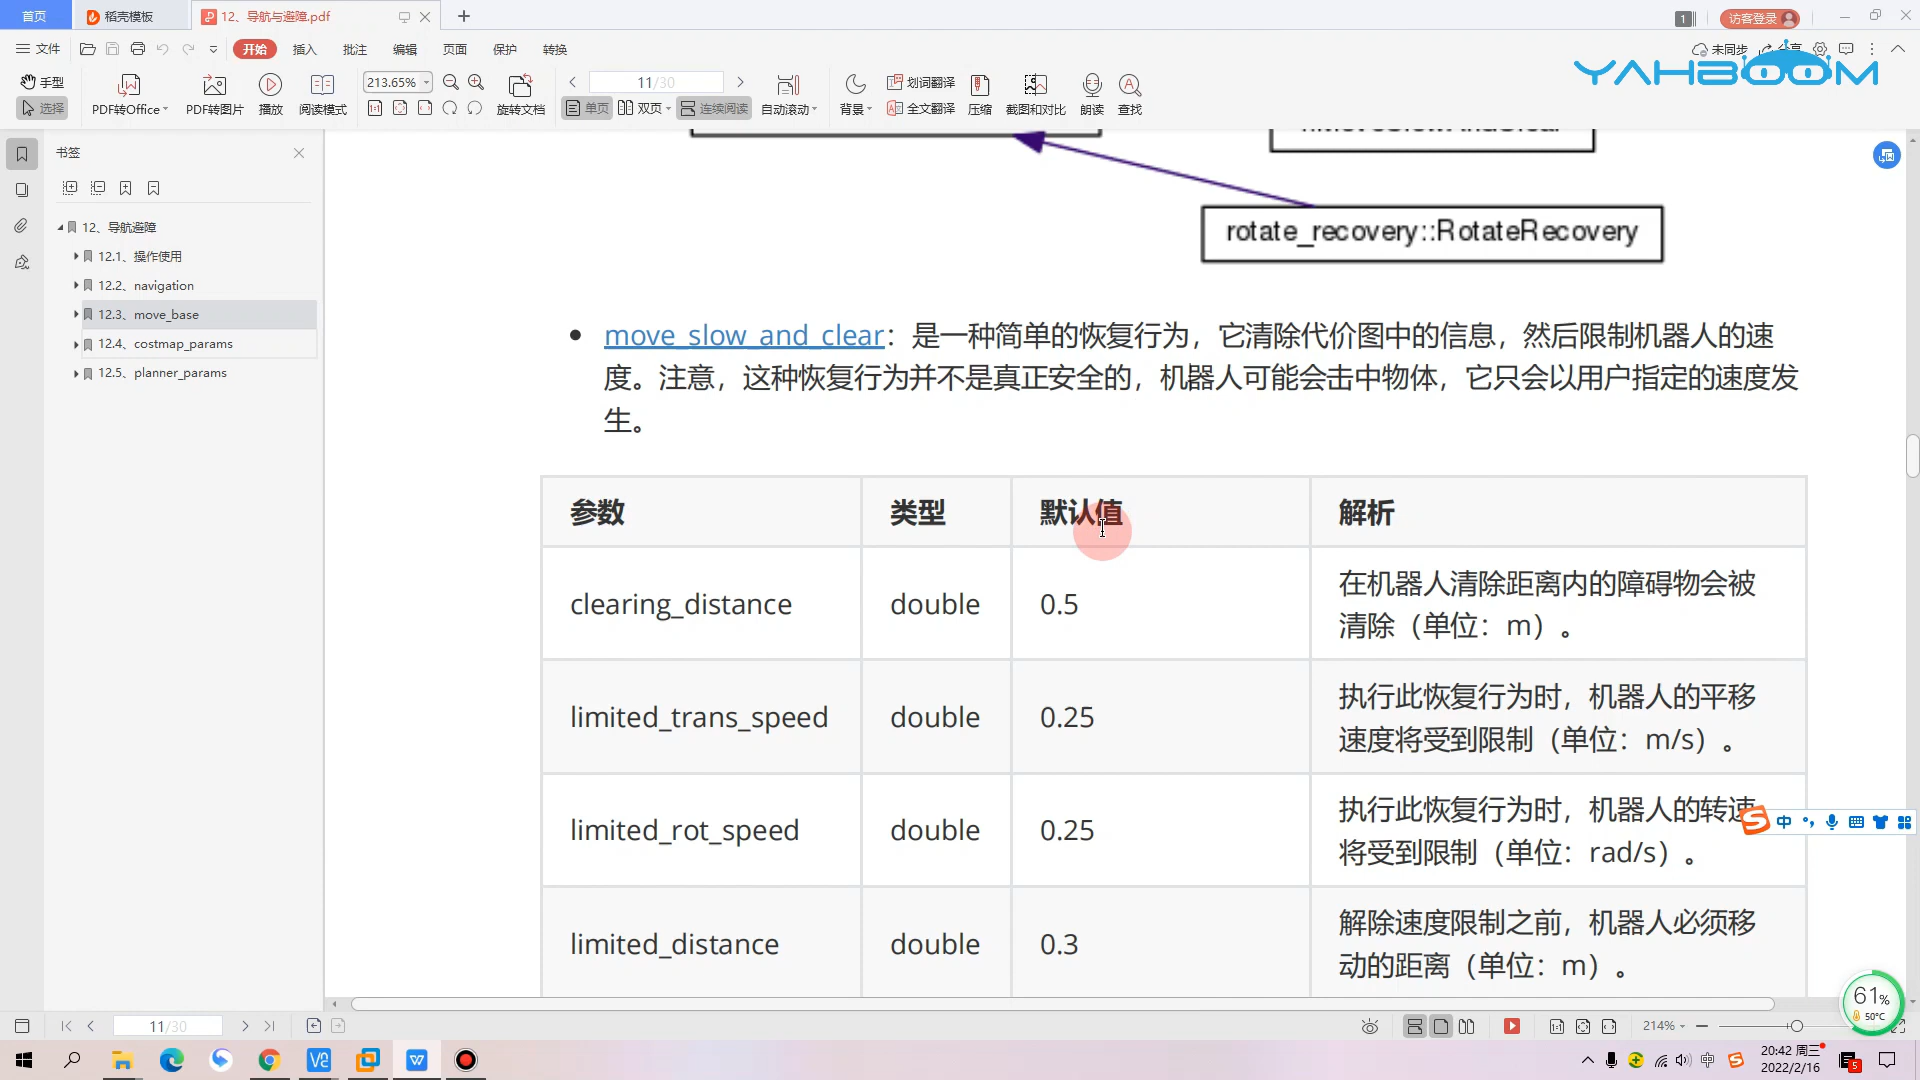 首页
稻壳模板
12、导航与避障.pdf
1
访客登录
文件
开始
插入
批注
编辑
页面
保护
转换
未同步
YAHBOOM
手型
选择
PDF转Office
PDF转图片
播放
阅读模式
213.65%
旋转文档
11/30
单页
双页
连续阅读
自动滚动
背景
划词翻译
全文翻译
压缩
截图和对比
朗读
查找
书签
12、导航避障
12.1、操作使用
12.2、navigation
12.3、move_base
12.4、costmap_params
12.5、planner_params
rotate_recovery::RotateRecovery
move_slow_and_clear：是一种简单的恢复行为，它清除代价图中的信息，然后限制机器人的速
度。注意，这种恢复行为并不是真正安全的，机器人可能会击中物体，它只会以用户指定的速度发
生。
参数 类型 默认值 解析
clearing_distance double 0.5 在机器人清除距离内的障碍物会被
清除（单位：m）。
limited_trans_speed double 0.25 执行此恢复行为时，机器人的平移
速度将受到限制（单位：m/s）。
limited_rot_speed double 0.25 执行此恢复行为时，机器人的转速
将受到限制（单位：rad/s）。
limited_distance double 0.3 解除速度限制之前，机器人必须移
动的距离（单位：m）。
中
61%
50°C
11/30
214%
中
20:42 周三
2022/2/16
5